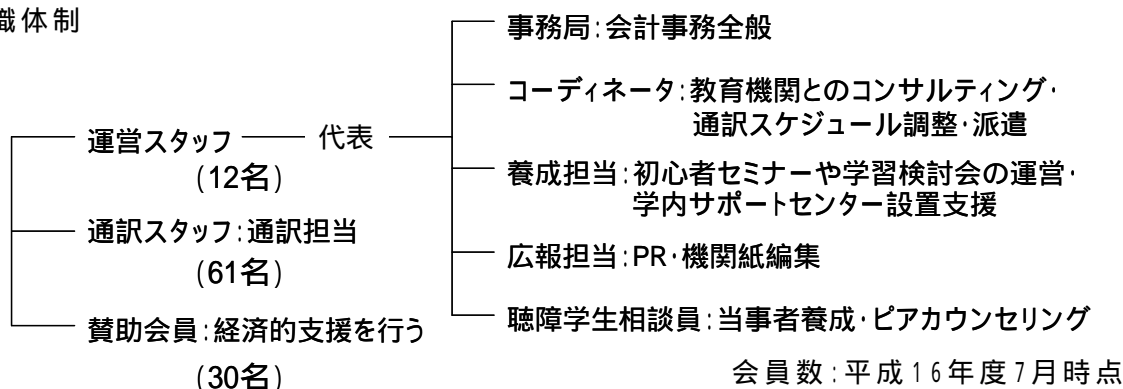 織体制
運営スタッフ
(12名)
通訳スタッフ:通訳担当
(61名)
賛助会員:経済的支援を行う
(30名)
代表
事務局:会計事務全般
コーディネータ:教育機関とのコンサルティング・
通訳スケジュール調整・派遣
養成担当:初心者セミナーや学習検討会の運営・
学内サポートセンター設置支援
広報担当:PR・機関紙編集
聴障学生相談員:当事者養成・ピアカウンセリング
会員数:平成16年度7月時点